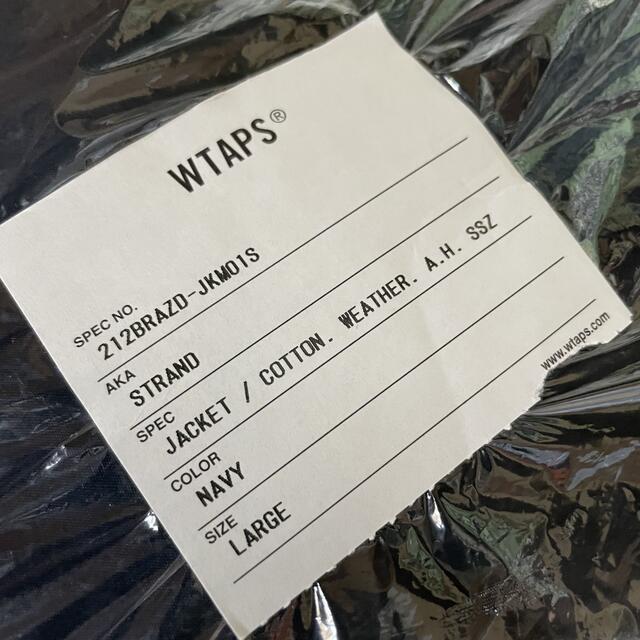 WTAPS®
SPEC NO.
212BRAZD-JKM01S
AKA
STRAND
SPEC
JACKET / COTTON. WEATHER. A.H. SSZ
COLOR
NAVY
SIZE
LARGE
www.wtaps.com